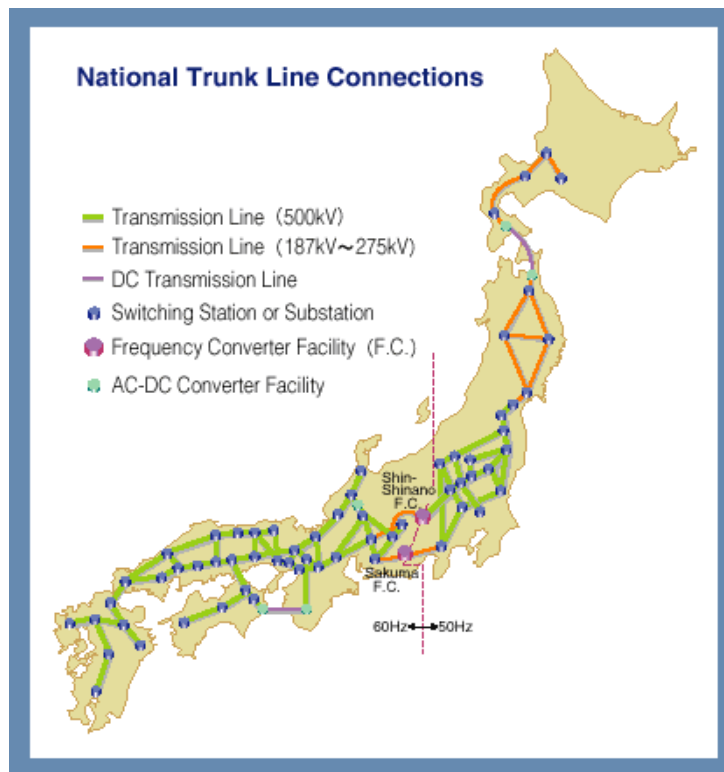 National Trunk Line Connections
Transmission Line (500kV)
Transmission Line (187kV～275kV)
DC Transmission Line
Switching Station or Substation
Frequency Converter Facility (F.C.)
AC-DC Converter Facility
Shin-
Shinano
F.C.
Sakuma
F.C.
60Hz
50Hz